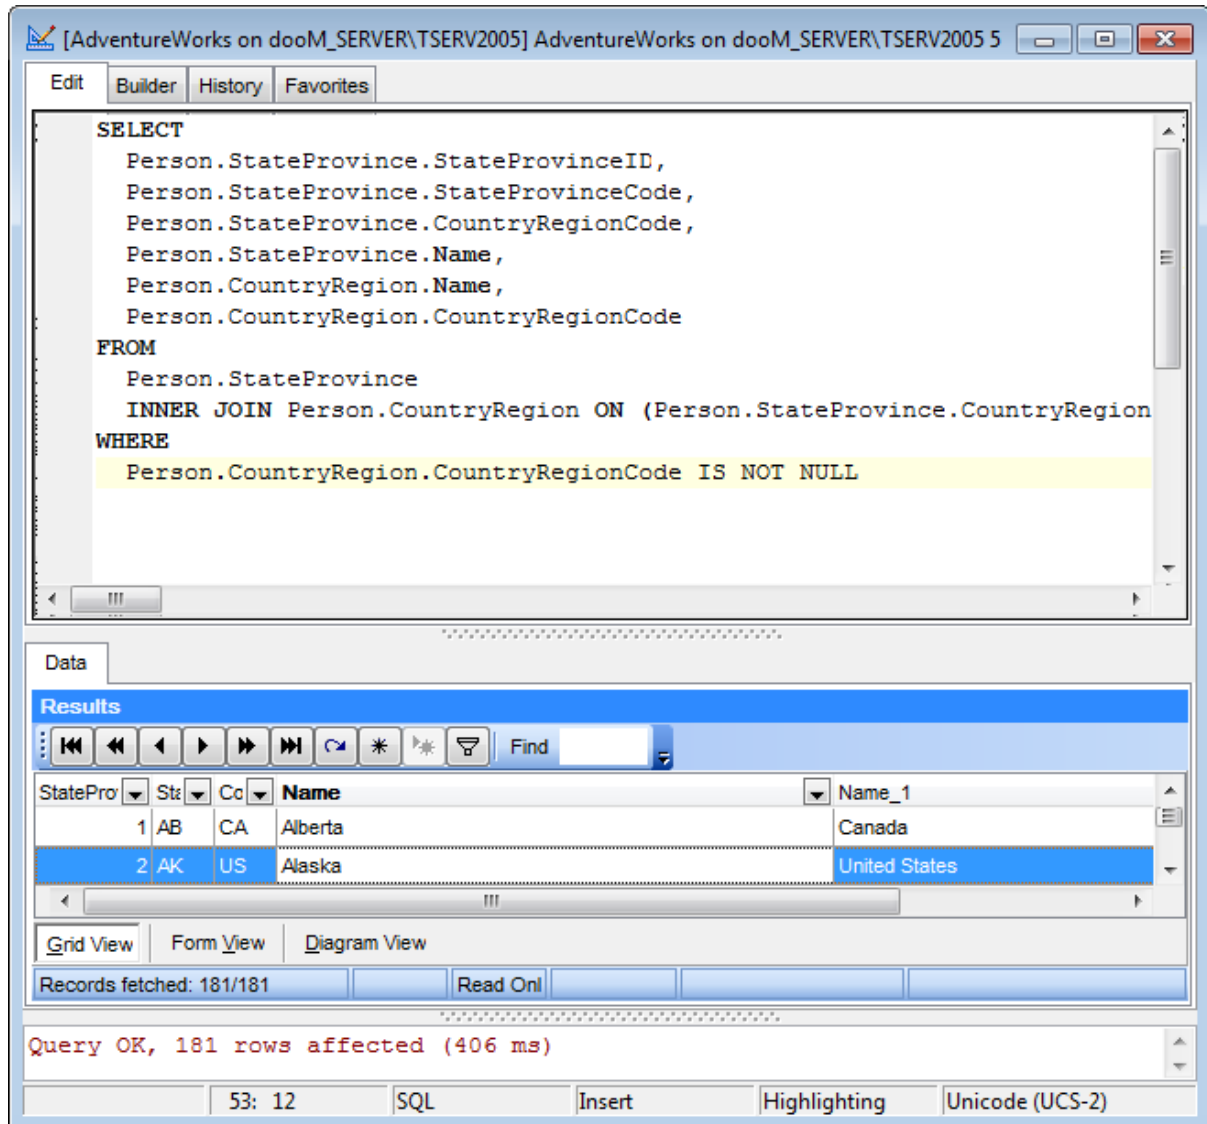 [AdventureWorks on dooM_SERVER\TSERV2005] AdventureWorks on dooM_SERVER\TSERV2005 5
Edit Builder History Favorites
SELECT
Person.StateProvince.StateProvinceID,
Person.StateProvince.StateProvinceCode,
Person.StateProvince.CountryRegionCode,
Person.StateProvince.Name,
Person.CountryRegion.Name,
Person.CountryRegion.CountryRegionCode
FROM
Person.StateProvince
INNER JOIN Person.CountryRegion ON (Person.StateProvince.CountryRegion
WHERE
Person.CountryRegion.CountryRegionCode IS NOT NULL
Data
Results
Find
StatePro Sta Co Name Name_1
1 AB CA Alberta Canada
2 AK US Alaska United States
Grid View Form View Diagram View
Records fetched: 181/181 Read Onl
Query OK, 181 rows affected (406 ms)
53: 12 SQL Insert Highlighting Unicode (UCS-2)